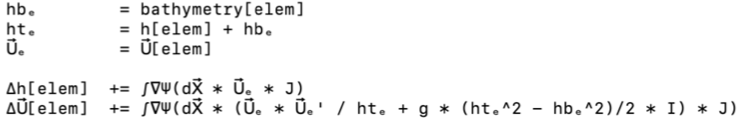 hbₑ = bathymetry[elem]
htₑ = h[elem] + hbₑ
U⃗ₑ = U⃗[elem]
Δh[elem] += ∫∇Ψ(dX⃗ * U⃗ₑ * J)
ΔU⃗[elem] += ∫∇Ψ(dX⃗ * (U⃗ₑ * U⃗ₑ' / htₑ + g * (htₑ^2 - hbₑ^2)/2 * I) * J)